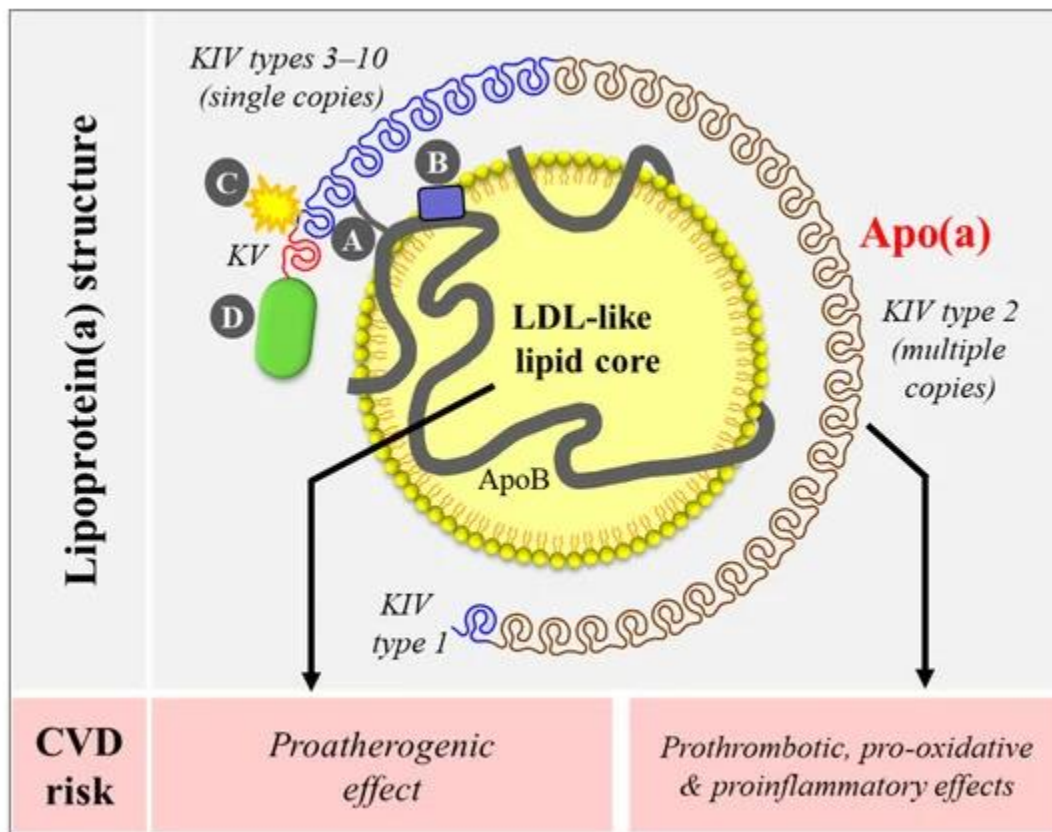 Lipoprotein(a) structure
KIV types 3–10
(single copies)
C
B
A
KV
D
LDL-like
lipid core
ApoB
Apo(a)
KIV type 2
(multiple
copies)
KIV
type 1
CVD
risk
Proatherogenic
effect
Prothrombotic, pro-oxidative
& proinflammatory effects